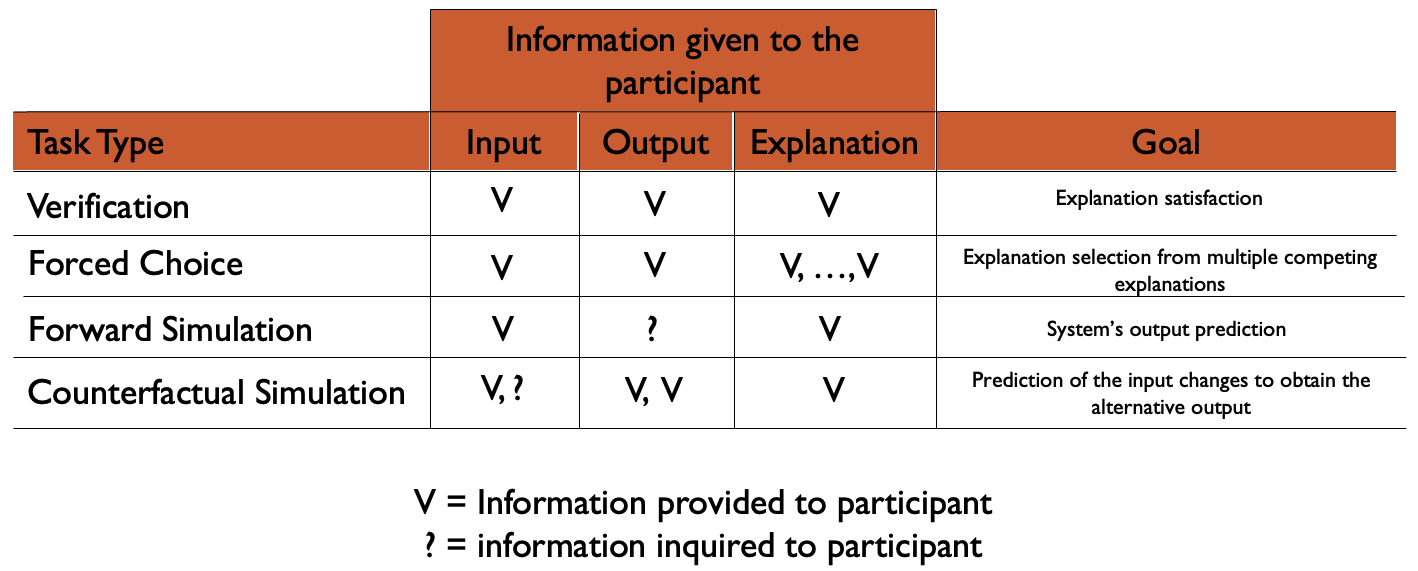 Information given to the
participant
Task Type Input Output Explanation Goal
Verification V V V Explanation satisfaction
Forced Choice V V V, ...,V Explanation selection from multiple competing
explanations
Forward Simulation V ? V System's output prediction
Counterfactual Simulation V, ? V, V V Prediction of the input changes to obtain the
alternative output
V = Information provided to participant
? = information inquired to participant